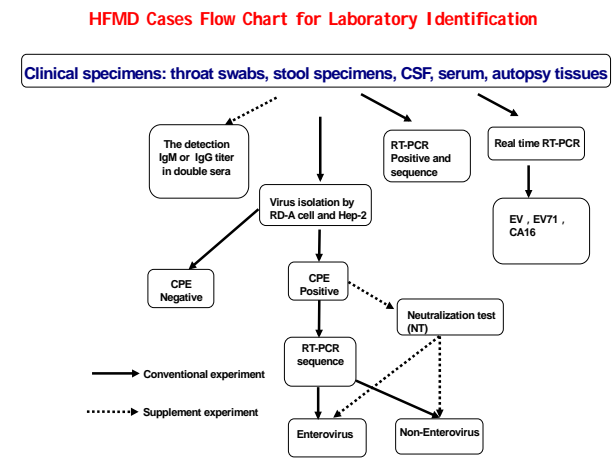 HFMD Cases Flow Chart for Laboratory Identification
Clinical specimens: throat swabs, stool specimens, CSF, serum, autopsy tissues
The detection
IgM or IgG titer
in double sera
RT-PCR
Positive and
sequence
Real time RT-PCR
Virus isolation by
RD-A cell and Hep-2
EV , EV71 ,
CA16
CPE
Negative
CPE
Positive
Neutralization test
(NT)
RT-PCR
sequence
Conventional experiment
Supplement experiment
Enterovirus
Non-Enterovirus